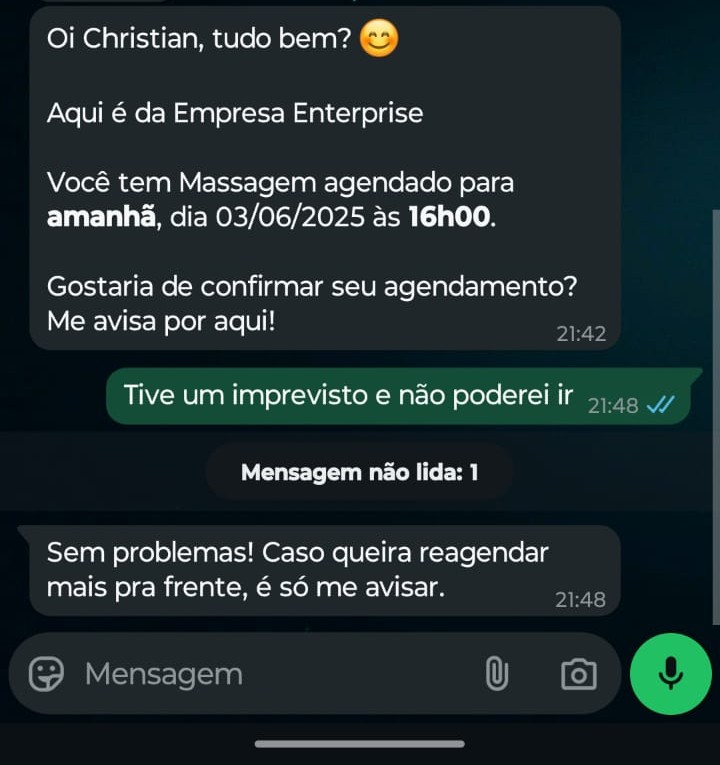 Oi Christian, tudo bem? 😊
Aqui é da Empresa Enterprise
Você tem Massagem agendado para
amanhã, dia 03/06/2025 às 16h00.
Gostaria de confirmar seu agendamento?
Me avisa por aqui!
21:42
Tive um imprevisto e não poderei ir 21:48
Mensagem não lida: 1
Sem problemas! Caso queira reagendar
mais pra frente, é só me avisar.
21:48
Mensagem